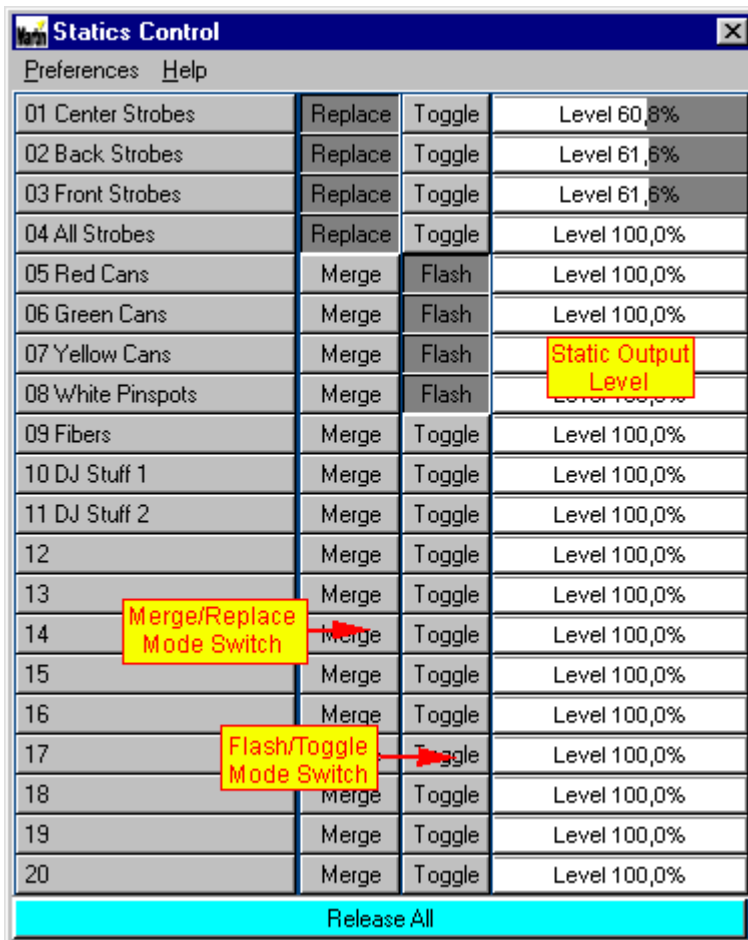 Martin Statics Control
Preferences Help
01 Center Strobes Replace Toggle Level 60,8%
02 Back Strobes Replace Toggle Level 61,6%
03 Front Strobes Replace Toggle Level 61,6%
04 All Strobes Replace Toggle Level 100,0%
05 Red Cans Merge Flash Level 100,0%
06 Green Cans Merge Flash Level 100,0%
07 Yellow Cans Merge Flash
Static Output
Level
08 White Pinspots Merge Flash Level 100,0%
09 Fibers Merge Toggle Level 100,0%
10 DJ Stuff 1 Merge Toggle Level 100,0%
11 DJ Stuff 2 Merge Toggle Level 100,0%
12 Merge Toggle Level 100,0%
13 Merge Toggle Level 100,0%
Merge/Replace
Mode Switch
14 Merge Toggle Level 100,0%
15 Merge Toggle Level 100,0%
16 Merge Toggle Level 100,0%
Flash/Toggle
Mode Switch
17 Toggle Level 100,0%
18 Merge Toggle Level 100,0%
19 Merge Toggle Level 100,0%
20 Merge Toggle Level 100,0%
Release All